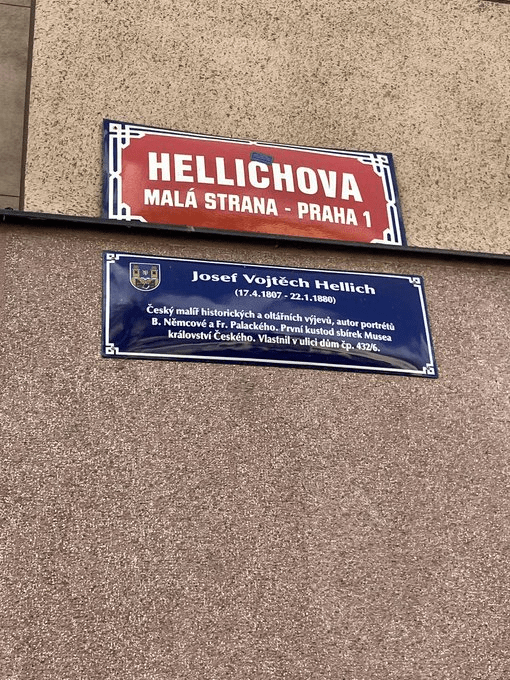 HELLICHOVA
MALÁ STRANA - PRAHA 1
Josef Vojtěch Hellich
(17.4.1807 - 22.1.1880)
Český malíř historických a oltářních výjevů, autor portrétů
B. Němcové a Fr. Palackého. První kustod sbírek Musea
království Českého. Vlastnil v ulici dům čp. 432/6.